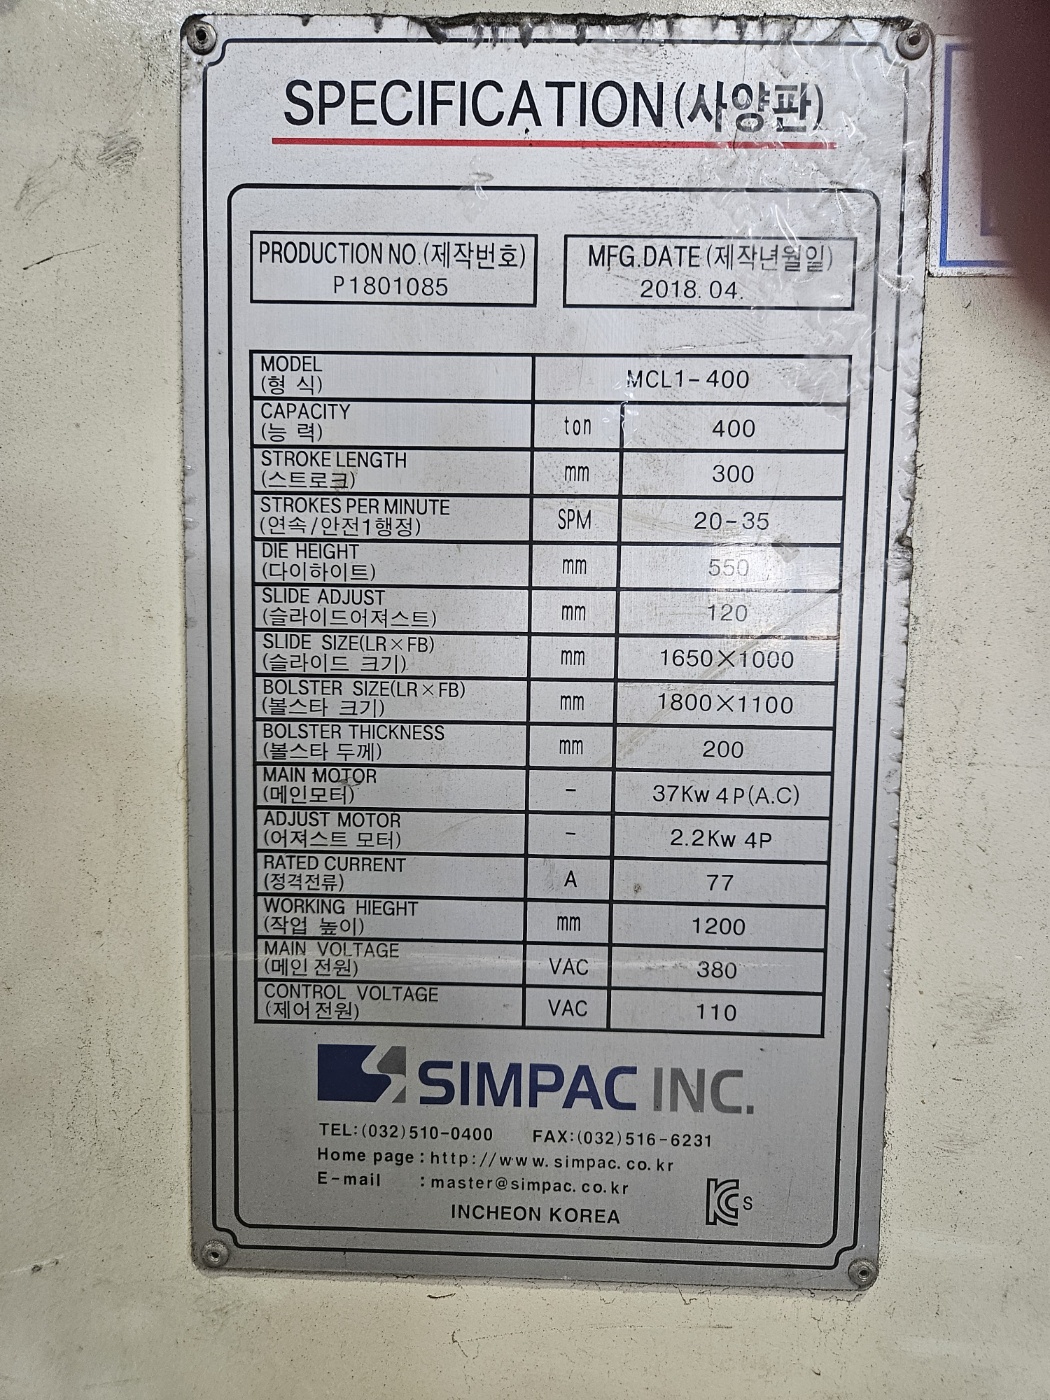 SPECIFICATION(사양판)
PRODUCTION NO.(제작번호)
P1801085
MFG.DATE(제작년월일)
2018. 04.
MODEL
(형 식)
MCL1-400
CAPACITY
(능 력)
ton
400
STROKE LENGTH
(스트로크)
mm
300
STROKES PER MINUTE
(연속/안전1행정)
SPM
20-35
DIE HEIGHT
(다이하이트)
mm
550
SLIDE ADJUST
(슬라이드어져스트)
mm
120
SLIDE SIZE(LR×FB)
(슬라이드 크기)
mm
1650×1000
BOLSTER SIZE(LR×FB)
(볼스타 크기)
mm
1800×1100
BOLSTER THICKNESS
(볼스타 두께)
mm
200
MAIN MOTOR
(메인모터)
-
37Kw 4P(A.C)
ADJUST MOTOR
(어져스트 모터)
-
2.2Kw 4P
RATED CURRENT
(정격전류)
A
77
WORKING HIEGHT
(작업 높이)
mm
1200
MAIN VOLTAGE
(메인 전원)
VAC
380
CONTROL VOLTAGE
(제어전원)
VAC
110
SIMPAC INC.
TEL:(032)510-0400 FAX:(032)516-6231
Home page : http://www.simpac.co.kr
E-mail : master@simpac.co.kr
INCHEON KOREA
KC s